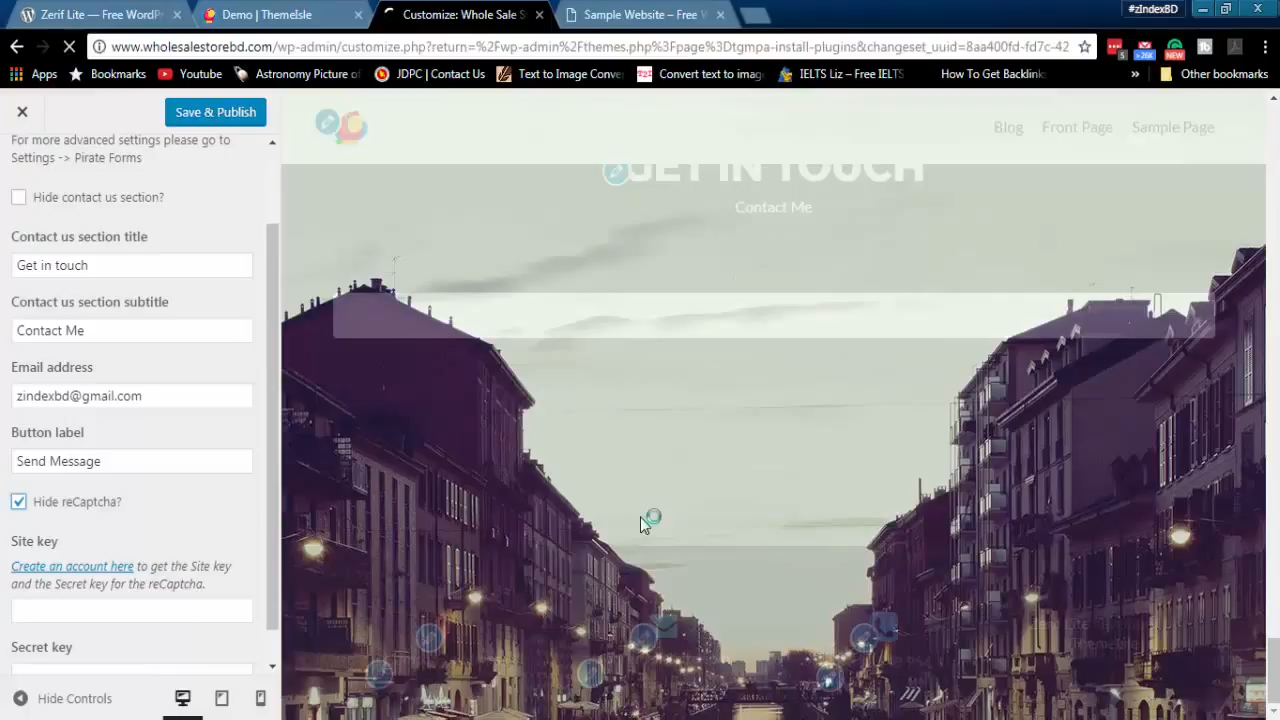 Zerif Lite – Free WordPr
Demo | ThemeIsle
Customize: Whole Sale S
Sample Website – Free W
#zIndexBD
www.wholesalestorebd.com/wp-admin/customize.php?return=%2Fwp-admin%2Fthemes.php%3Fpage%3Dtgmpa-install-plugins&changeset_uuid=8aa400fd-fd7c-42
5
+26K
NEW
Apps
Bookmarks
Youtube
Astronomy Picture of
JDPC | Contact Us
Text to Image Conve
Convert text to imag
IELTS Liz – Free IELTS
How To Get Backlink
»
Other bookmarks
Save & Publish
For more advanced settings please go to
Settings -> Pirate Forms
Hide contact us section?
Contact us section title
Get in touch
Contact us section subtitle
Contact Me
Email address
zindexbd@gmail.com
Button label
Send Message
Hide reCaptcha?
Site key
Create an account here to get the Site key
and the Secret key for the reCaptcha.
Secret key
Hide Controls
Blog
Front Page
Sample Page
GET IN TOUCH
Contact Me